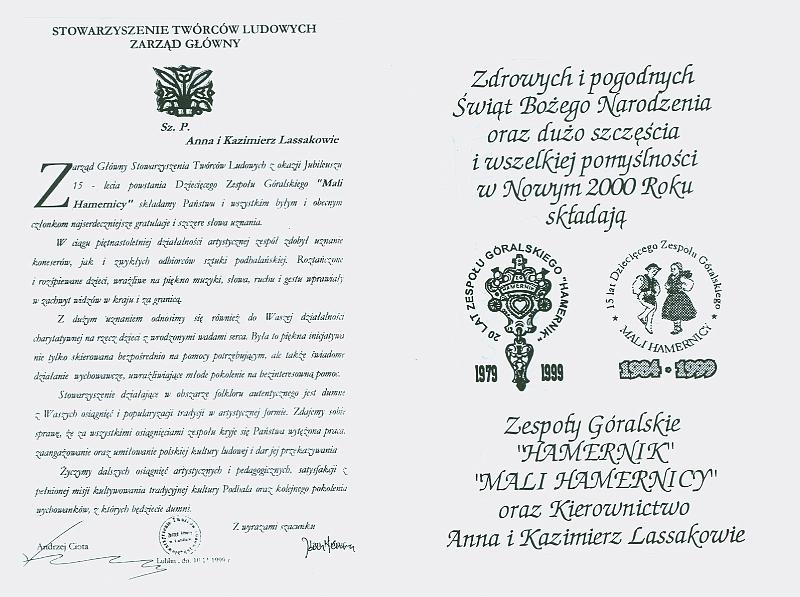 STOWARZYSZENIE TWÓRCÓW LUDOWYCH
ZARZĄD GŁÓWNY
Sz. P.
Anna i Kazimierz Lassakowie
Zarząd Główny Stowarzyszenia Twórców Ludowych z okazji Jubileuszu
15 - lecia powstania Dziecięcego Zespołu Góralskiego "Mali
Hamernicy" składamy Państwu i wszystkim byłym i obecnym
członkom najserdeczniejsze gratulacje i szczere słowa uznania.
W ciągu piętnastoletniej działalności artystycznej zespół zdobył uznanie
koneserów, jak i zwykłych odbiorców sztuki podhalańskiej. Roztańczone
i rozśpiewane dzieci, wrażliwe na piękno muzyki, słowa, ruchu i gestu wprawiały
w zachwyt widzów w kraju i za granicą.
Z dużym uznaniem odnosimy się również do Waszej działalności
charytatywnej na rzecz dzieci z wrodzonymi wadami serca. Była to piękna inicjatywa
nie tylko skierowana bezpośrednio na pomocy potrzebującym, ale także świadome
działanie wychowawcze, uwrażliwiające młode pokolenie na bezinteresowną pomoc.
Stowarzyszenie działające w obszarze folkloru autentycznego jest dumne
z Waszych osiągnięć i popularyzacji tradycji w artystycznej formie. Zdajemy sobie
sprawę, że za wszystkimi osiągnięciami zespołu kryje się Państwa wytężona praca,
zaangażowanie oraz umiłowanie polskiej kultury ludowej i dar jej przekazywania
Życzymy dalszych osiągnięć artystycznych i pedagogicznych, satysfakcji z
pełnionej misji kultywowania tradycyjnej kultury Podhala oraz kolejnego pokolenia
wychowanków, z których będziecie dumni.
Z wyrazami szacunku
Andrzej Ciota
Lublin, dn. 1999 r.
Zdrowych i pogodnych
Świąt Bożego Narodzenia
oraz dużo szczęścia
i wszelkiej pomyślności
w Nowym 2000 Roku
składają
20 LAT ZESPOŁU GÓRALSKIEGO "HAMERNIK"
HAMERNIK
1979 1999
15 lat Dziecięcego Zespołu Góralskiego
MALI HAMERNICY
1984 • 1999
Zespoły Góralskie
"HAMERNIK"
"MALI HAMERNICY"
oraz Kierownictwo
Anna i Kazimierz Lassakowie